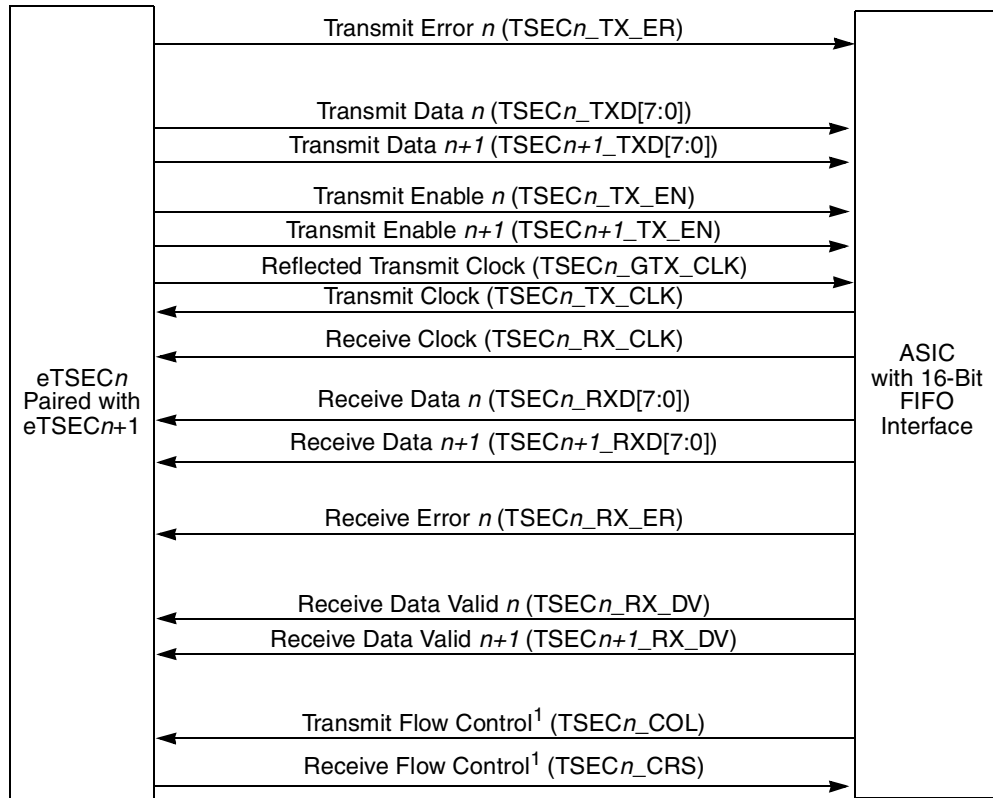 Transmit Error n (TSECn_TX_ER)
Transmit Data n (TSECn_TXD[7:0])
Transmit Data n+1 (TSECn+1_TXD[7:0])
Transmit Enable n (TSECn_TX_EN)
Transmit Enable n+1 (TSECn+1_TX_EN)
Reflected Transmit Clock (TSECn_GTX_CLK)
Transmit Clock (TSECn_TX_CLK)
Receive Clock (TSECn_RX_CLK)
eTSECn
Paired with
eTSECn+1
ASIC
with 16-Bit
FIFO
Interface
Receive Data n (TSECn_RXD[7:0])
Receive Data n+1 (TSECn+1_RXD[7:0])
Receive Error n (TSECn_RX_ER)
Receive Data Valid n (TSECn_RX_DV)
Receive Data Valid n+1 (TSECn+1_RX_DV)
Transmit Flow Control¹ (TSECn_COL)
Receive Flow Control¹ (TSECn_CRS)